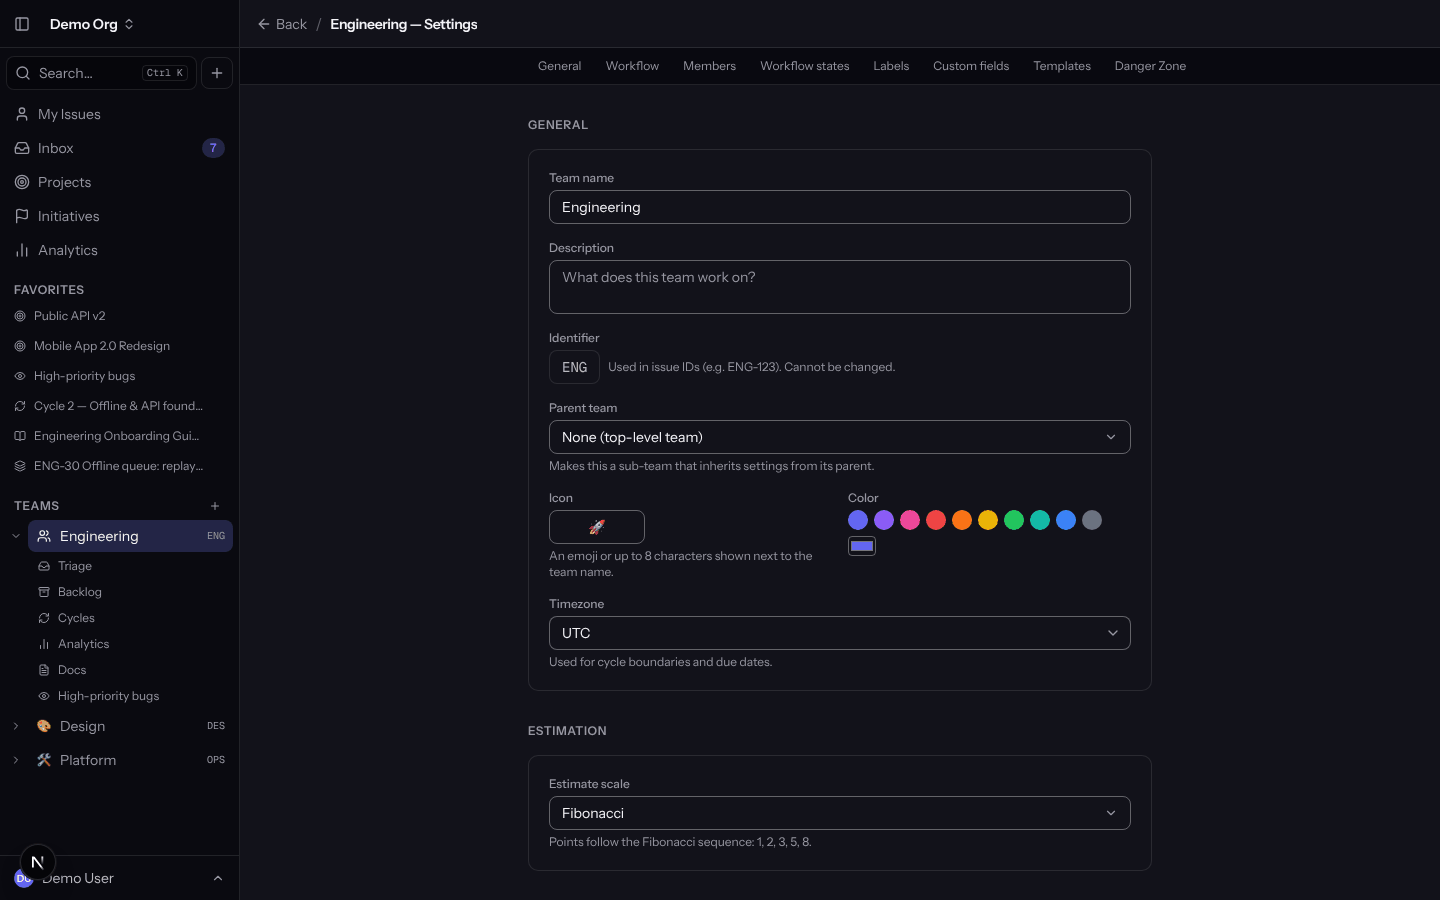 Demo Org
Back / Engineering — Settings
Search... Ctrl K
My Issues
Inbox 7
Projects
Initiatives
Analytics
FAVORITES
Public API v2
Mobile App 2.0 Redesign
High-priority bugs
Cycle 2 — Offline & API found...
Engineering Onboarding Gui...
ENG-30 Offline queue: replay...
TEAMS
Engineering ENG
Triage
Backlog
Cycles
Analytics
Docs
High-priority bugs
Design DES
Platform OPS
Demo User
General Workflow Members Workflow states Labels Custom fields Templates Danger Zone
GENERAL
Team name
Engineering
Description
What does this team work on?
Identifier
ENG Used in issue IDs (e.g. ENG-123). Cannot be changed.
Parent team
None (top-level team)
Makes this a sub-team that inherits settings from its parent.
Icon
An emoji or up to 8 characters shown next to the
team name.
Color
Timezone
UTC
Used for cycle boundaries and due dates.
ESTIMATION
Estimate scale
Fibonacci
Points follow the Fibonacci sequence: 1, 2, 3, 5, 8.